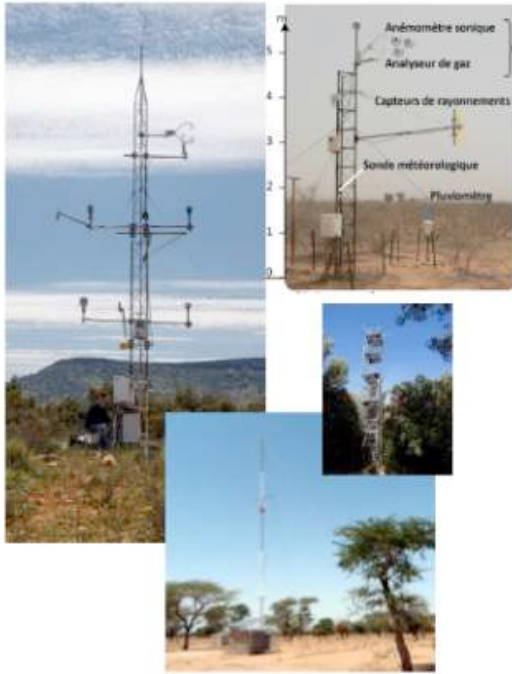 m
5
4
3
2
1
0
Anémomètre sonique
Analyseur de gaz
Capteurs de rayonnements
Sonde météorologique
Pluviomètre